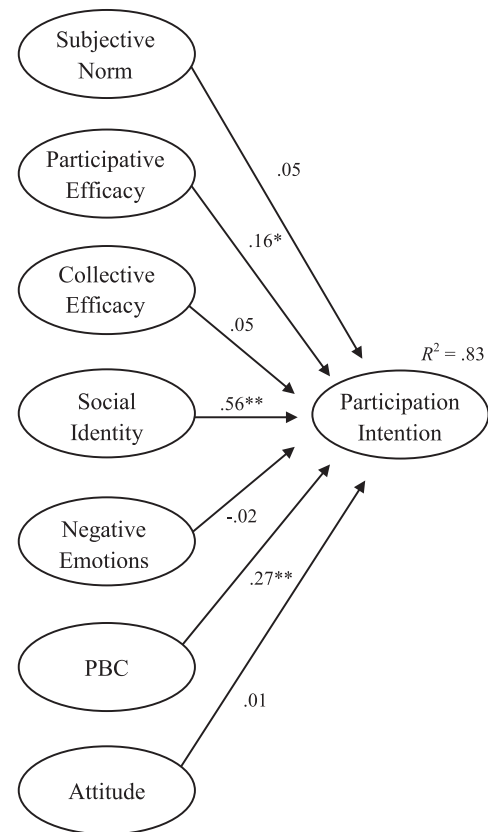 Subjective
Norm
Participative
Efficacy
.05
.16*
Collective
Efficacy
.05
R² = .83
Social
Identity
.56**
Participation
Intention
Negative
Emotions
-.02
.27**
PBC
.01
Attitude